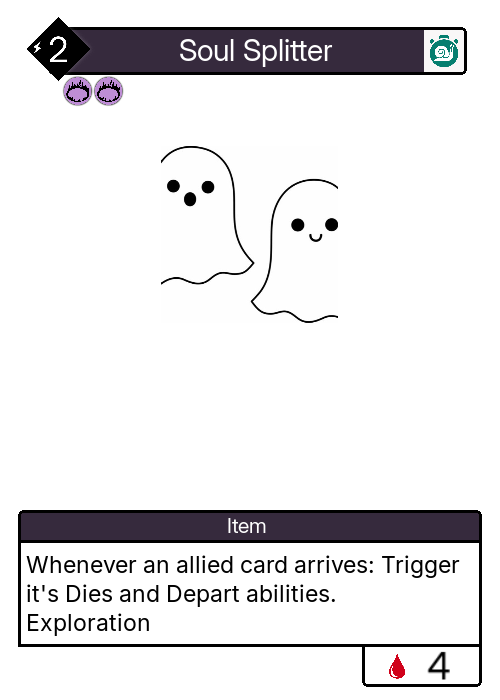 2
Soul Splitter
Item
Whenever an allied card arrives: Trigger
it's Dies and Depart abilities.
Exploration
4